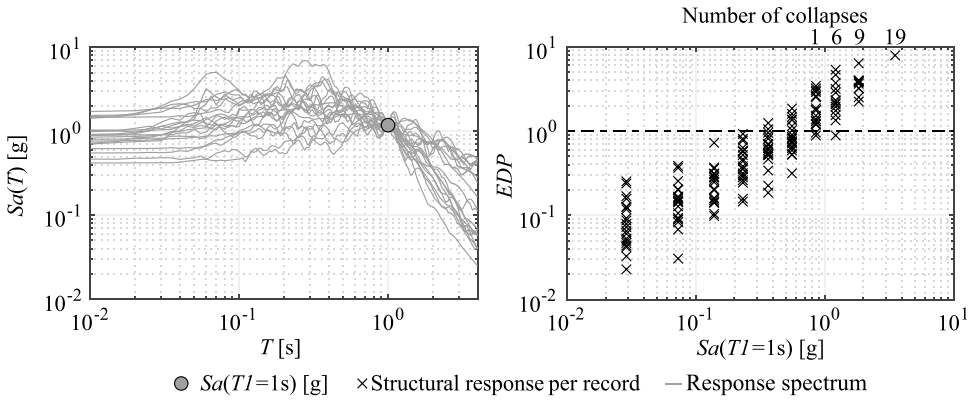 Number of collapses
1 6 9 19
10^1
10^0
10^-1
10^-2
Sa(T) [g]
10^-2 10^-1 10^0
T [s]
10^1
10^0
10^-1
10^-2
EDP
10^-2 10^-1 10^0 10^1
Sa(T1=1s) [g]
Sa(T1=1s) [g] Structural response per record Response spectrum